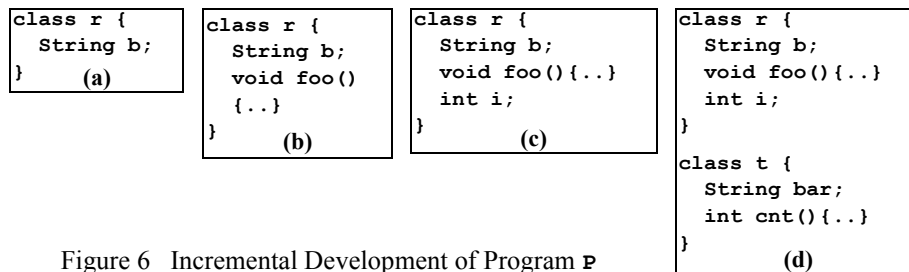 class r {
String b;
}
(a)
class r {
String b;
void foo()
{..}
}
(b)
class r {
String b;
void foo(){..}
int i;
}
(c)
class r {
String b;
void foo(){..}
int i;
}
class t {
String bar;
int cnt(){..}
}
(d)
Figure 6 Incremental Development of Program P